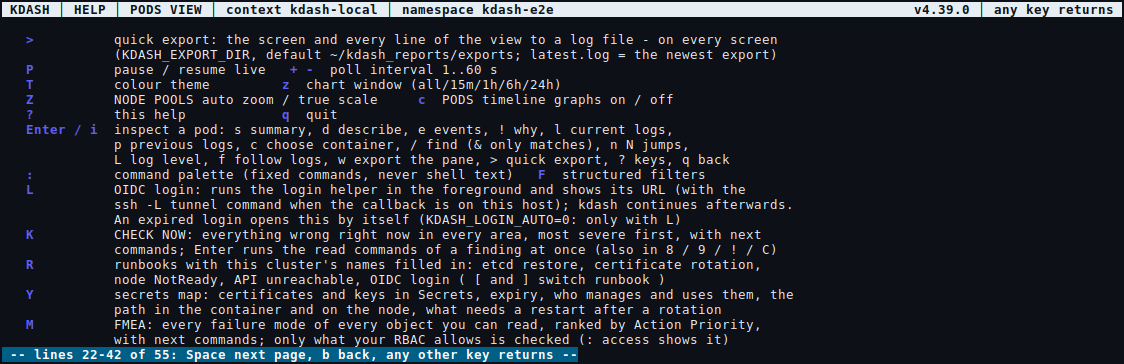 KDASH │ HELP │ PODS VIEW │ context kdash-local │ namespace kdash-e2e v4.39.0 │ any key returns
> quick export: the screen and every line of the view to a log file - on every screen
(KDASH_EXPORT_DIR, default ~/kdash_reports/exports; latest.log = the newest export)
P pause / resume live + - poll interval 1..60 s
T colour theme z chart window (all/15m/1h/6h/24h)
Z NODE POOLS auto zoom / true scale c PODS timeline graphs on / off
? this help q quit
Enter / i inspect a pod: s summary, d describe, e events, ! why, l current logs,
p previous logs, c choose container, / find (& only matches), n N jumps,
L log level, f follow logs, w export the pane, > quick export, ? keys, q back
: command palette (fixed commands, never shell text) F structured filters
L OIDC login: runs the login helper in the foreground and shows its URL (with the
ssh -L tunnel command when the callback is on this host); kdash continues afterwards.
An expired login opens this by itself (KDASH_LOGIN_AUTO=0: only with L)
K CHECK NOW: everything wrong right now in every area, most severe first, with next
commands; Enter runs the read commands of a finding at once (also in 8 / 9 / ! / C)
R runbooks with this cluster's names filled in: etcd restore, certificate rotation,
node NotReady, API unreachable, OIDC login ( [ and ] switch runbook )
Y secrets map: certificates and keys in Secrets, expiry, who manages and uses them, the
path in the container and on the node, what needs a restart after a rotation
M FMEA: every failure mode of every object you can read, ranked by Action Priority,
with next commands; only what your RBAC allows is checked (: access shows it)
-- lines 22-42 of 55: Space next page, b back, any other key returns --